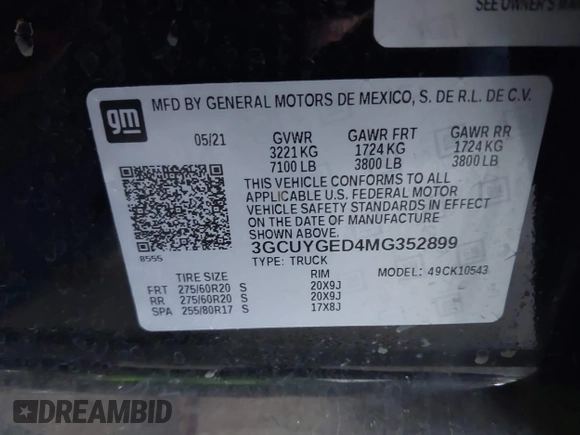 SEE OWNER'S
gm
MFD BY GENERAL MOTORS DE MEXICO, S. DE R.L. DE C.V.
05/21 GVWR GAWR FRT GAWR RR
3221 KG 1724 KG 1724 KG
7100 LB 3800 LB 3800 LB
THIS VEHICLE CONFORMS TO ALL
APPLICABLE U.S. FEDERAL MOTOR
VEHICLE SAFETY STANDARDS IN EFFECT
ON THE DATE OF MANUFACTURE
SHOWN ABOVE.
8555 3GCUYGED4MG352899
TYPE: TRUCK MODEL: 49CK10543
TIRE SIZE RIM
FRT 275/60R20 S 20X9J
RR 275/60R20 S 20X9J
SPA 255/80R17 S 17X8J
DREAMBID